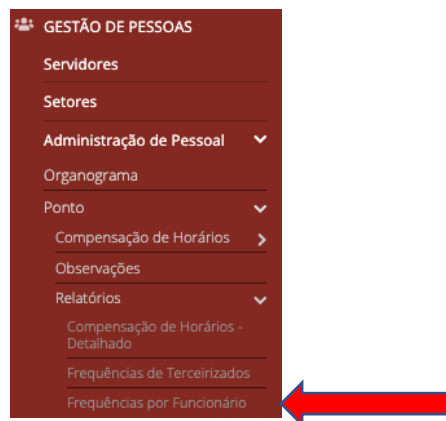 GESTÃO DE PESSOAS
Servidores
Setores
Administração de Pessoal
Organograma
Ponto
Compensação de Horários
Observações
Relatórios
Compensação de Horários -
Detalhado
Frequências de Terceirizados
Frequências por Funcionário